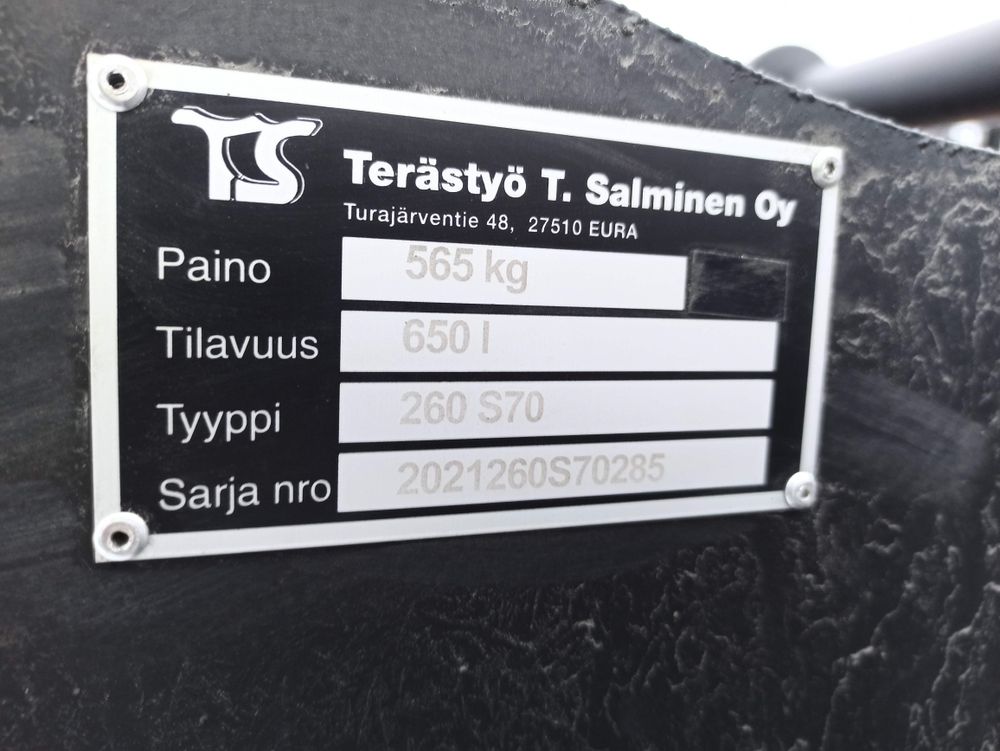 TS
Terästyö T. Salminen Oy
Turajärventie 48, 27510 EURA
Paino 565 kg
Tilavuus 650 l
Tyyppi 260 S70
Sarja nro 2021260S70285